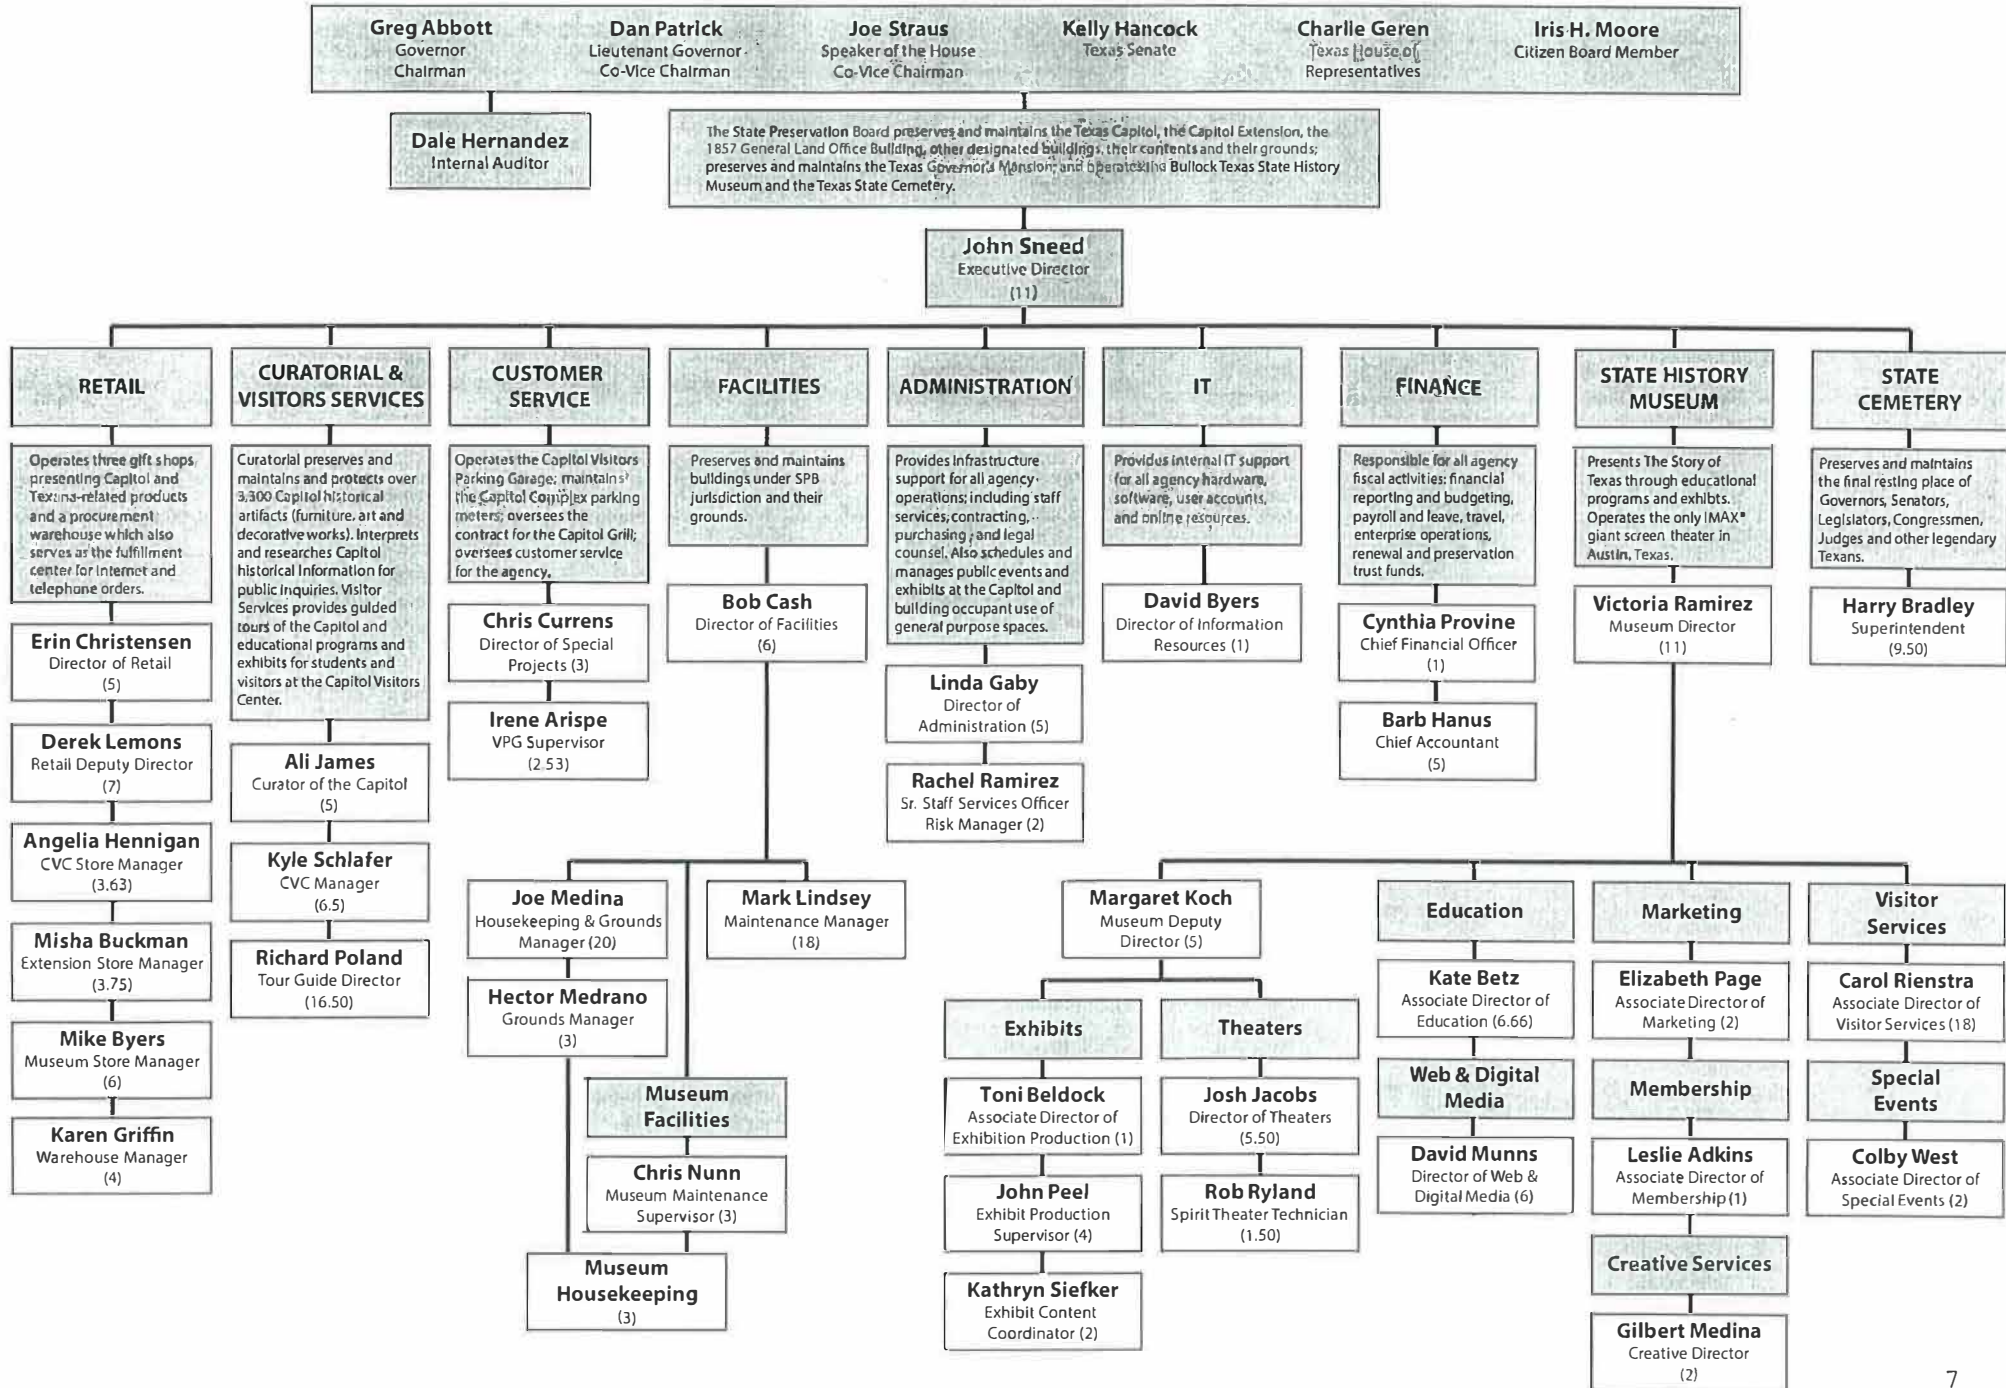 Greg Abbott
Governor
Chairman
Dan Patrick
Lieutenant Governor
Co-Vice Chairman
Joe Straus
Speaker of the House
Co-Vice Chairman
Kelly Hancock
Texas Senate
Charlie Geren
Texas House of
Representatives
Iris H. Moore
Citizen Board Member
Dale Hernandez
Internal Auditor
The State Preservation Board preserves and maintains the Texas Capitol, the Capitol Extension, the
1857 General Land Office Building, other designated buildings, their contents and their grounds;
preserves and maintains the Texas Governor's Mansion; and operates the Bullock Texas State History
Museum and the Texas State Cemetery.
John Sneed
Executive Director
(11)
RETAIL
Operates three gift shops
presenting Capitol and
Texana-related products
and a procurement
warehouse which also
serves as the fulfillment
center for Internet and
telephone orders.
Erin Christensen
Director of Retail
(5)
Derek Lemons
Retail Deputy Director
(7)
Angelia Hennigan
CVC Store Manager
(3.63)
Misha Buckman
Extension Store Manager
(3.75)
Mike Byers
Museum Store Manager
(6)
Karen Griffin
Warehouse Manager
(4)
CURATORIAL &
VISITORS SERVICES
Curatorial preserves and
maintains and protects over
3,300 Capitol historical
artifacts (furniture, art and
decorative works). Interprets
and researches Capitol
historical Information for
public inquiries. Visitor
Services provides guided
tours of the Capitol and
educational programs and
exhibits for students and
visitors at the Capitol Visitors
Center.
Ali James
Curator of the Capitol
(5)
Kyle Schlafer
CVC Manager
(6.5)
Richard Poland
Tour Guide Director
(16.50)
CUSTOMER
SERVICE
Operates the Capitol Visitors
Parking Garage; maintains
the Capitol Complex parking
meters; oversees the
contract for the Capitol Grill;
oversees customer service
for the agency.
Chris Currens
Director of Special
Projects (3)
Irene Arispe
VPG Supervisor
(2.53)
FACILITIES
Preserves and maintains
buildings under SPB
jurisdiction and their
grounds.
Bob Cash
Director of Facilities
(6)
Joe Medina
Housekeeping & Grounds
Manager (20)
Hector Medrano
Grounds Manager
(3)
Mark Lindsey
Maintenance Manager
(18)
Museum
Facilities
Chris Nunn
Museum Maintenance
Supervisor (3)
Museum
Housekeeping
(3)
ADMINISTRATION
Provides infrastructure
support for all agency
operations; including staff
services, contracting,
purchasing, and legal
counsel. Also schedules and
manages public events and
exhibits at the Capitol and
building occupant use of
general purpose spaces.
Linda Gaby
Director of
Administration (5)
Rachel Ramirez
Sr. Staff Services Officer
Risk Manager (2)
IT
Provides internal IT support
for all agency hardware,
software, user accounts,
and online resources.
David Byers
Director of Information
Resources (1)
FINANCE
Responsible for all agency
fiscal activities: financial
reporting and budgeting,
payroll and leave, travel,
enterprise operations,
renewal and preservation
trust funds.
Cynthia Provine
Chief Financial Officer
(1)
Barb Hanus
Chief Accountant
(5)
STATE HISTORY
MUSEUM
Presents The Story of
Texas through educational
programs and exhibits.
Operates the only IMAX®
giant screen theater in
Austin, Texas.
Victoria Ramirez
Museum Director
(11)
Margaret Koch
Museum Deputy
Director (5)
Exhibits
Toni Beldock
Associate Director of
Exhibition Production (1)
John Peel
Exhibit Production
Supervisor (4)
Kathryn Siefker
Exhibit Content
Coordinator (2)
Theaters
Josh Jacobs
Director of Theaters
(5.50)
Rob Ryland
Spirit Theater Technician
(1.50)
Education
Kate Betz
Associate Director of
Education (6.66)
Web & Digital
Media
David Munns
Director of Web &
Digital Media (6)
Marketing
Elizabeth Page
Associate Director of
Marketing (2)
Membership
Leslie Adkins
Associate Director of
Membership (1)
Creative Services
Gilbert Medina
Creative Director
(2)
Visitor
Services
Carol Rienstra
Associate Director of
Visitor Services (18)
Special
Events
Colby West
Associate Director of
Special Events (2)
STATE
CEMETERY
Preserves and maintains
the final resting place of
Governors, Senators,
Legislators, Congressmen,
Judges and other legendary
Texans.
Harry Bradley
Superintendent
(9.50)
7